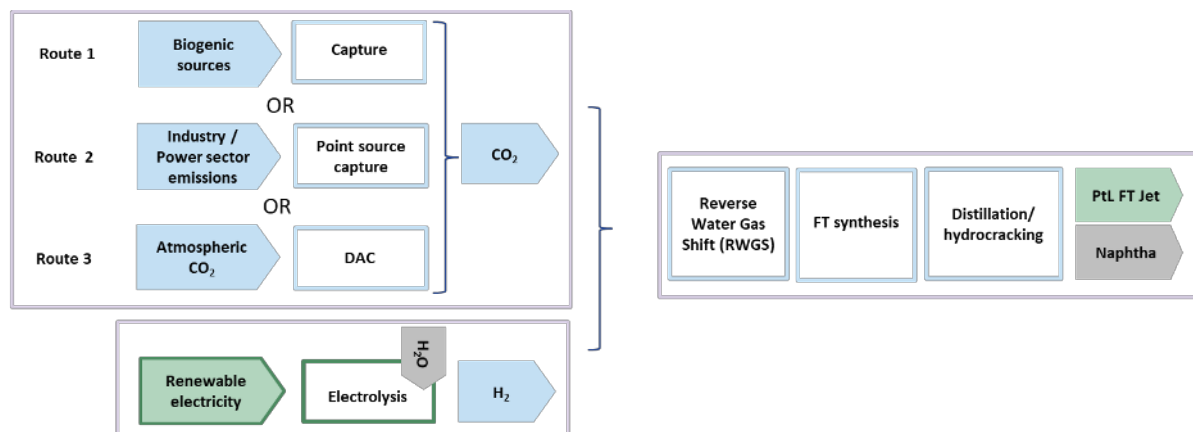 Route 1
Biogenic
sources
Capture
OR
Route 2
Industry /
Power sector
emissions
Point source
capture
CO₂
OR
Route 3
Atmospheric
CO₂
DAC
Renewable
electricity
Electrolysis
H₂O
H₂
Reverse
Water Gas
Shift (RWGS)
FT synthesis
Distillation/
hydrocracking
PtL FT Jet
Naphtha